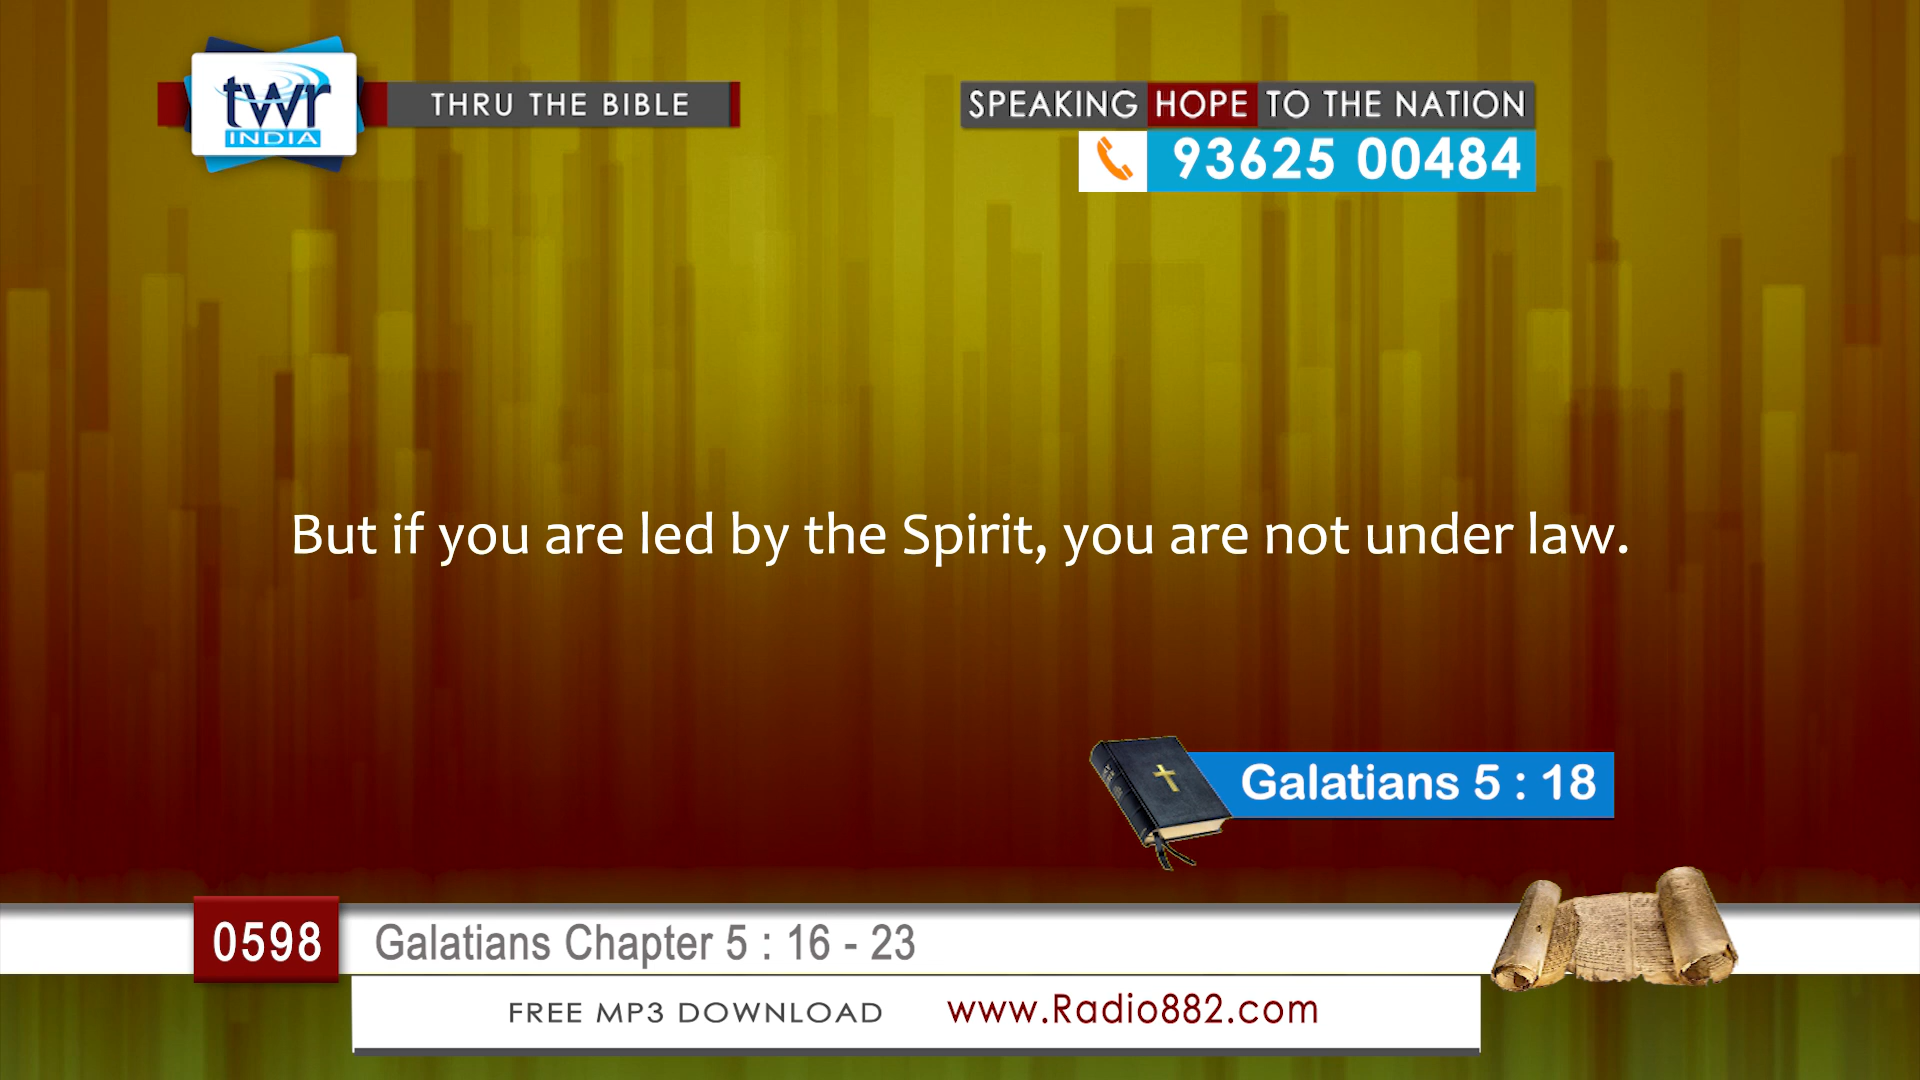 twr
INDIA
THRU THE BIBLE
SPEAKING HOPE TO THE NATION
93625 00484
But if you are led by the Spirit, you are not under law.
Galatians 5 : 18
0598
Galatians Chapter 5 : 16 - 23
FREE MP3 DOWNLOAD
www.Radio882.com